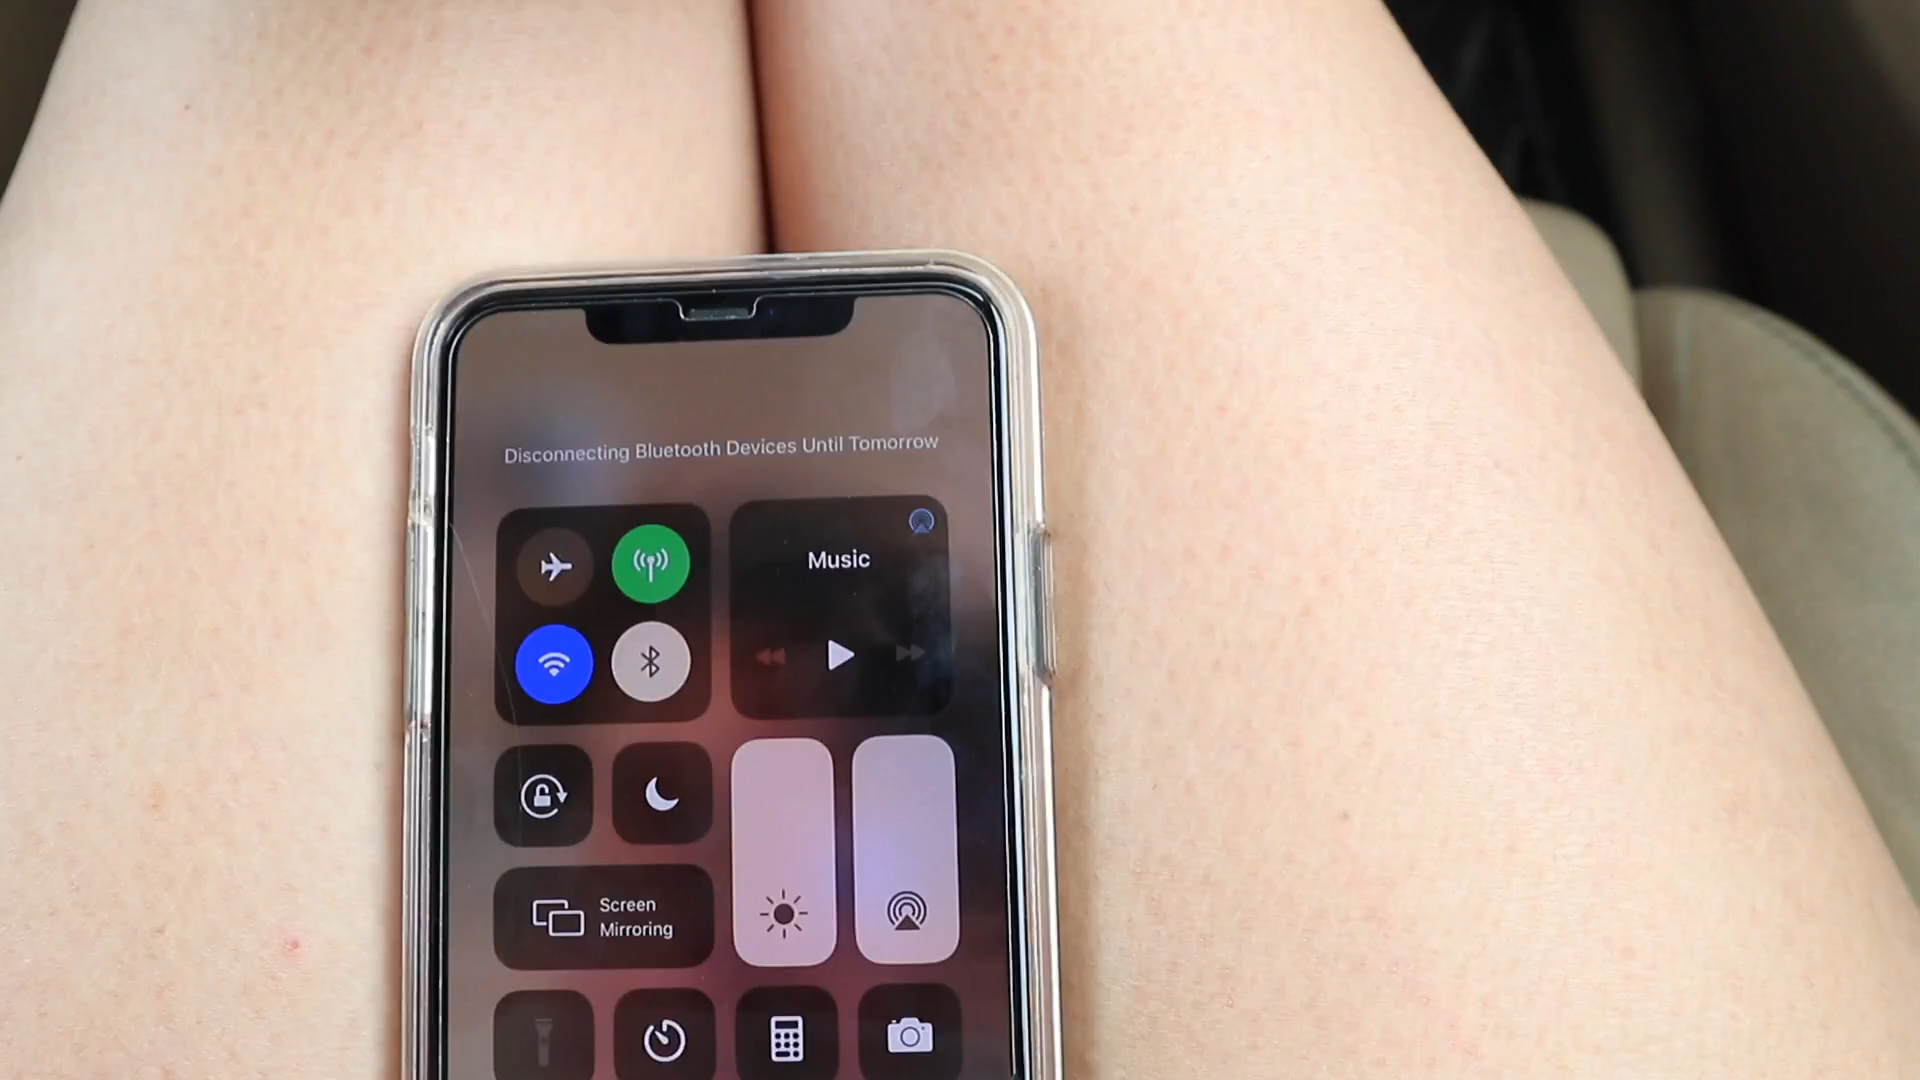 Disconnecting Bluetooth Devices Until Tomorrow
Music
Screen
Mirroring